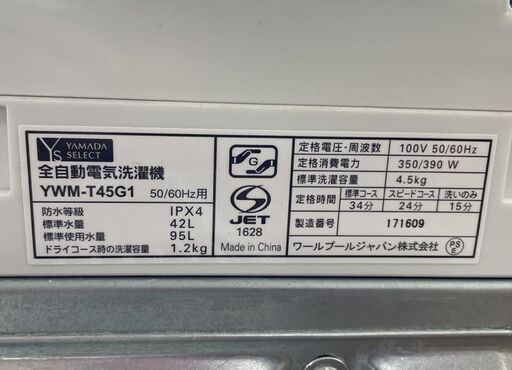 YS YAMADA SELECT
全自動電気洗濯機
YWM-T45G1 50/60Hz用
防水等級 IPX4
標準水量 42L
標準使用水量 95L
ドライコース時の洗濯容量 1.2kg
G
S
JET
1628
Made in China
定格電圧・周波数 100V 50/60Hz
定格消費電力 350/390 W
標準洗濯容量 4.5kg
定格時間 標準コース スピードコース 洗いのみ
34分 24分 15分
製造番号 171609
ワールプールジャパン株式会社
PS
E